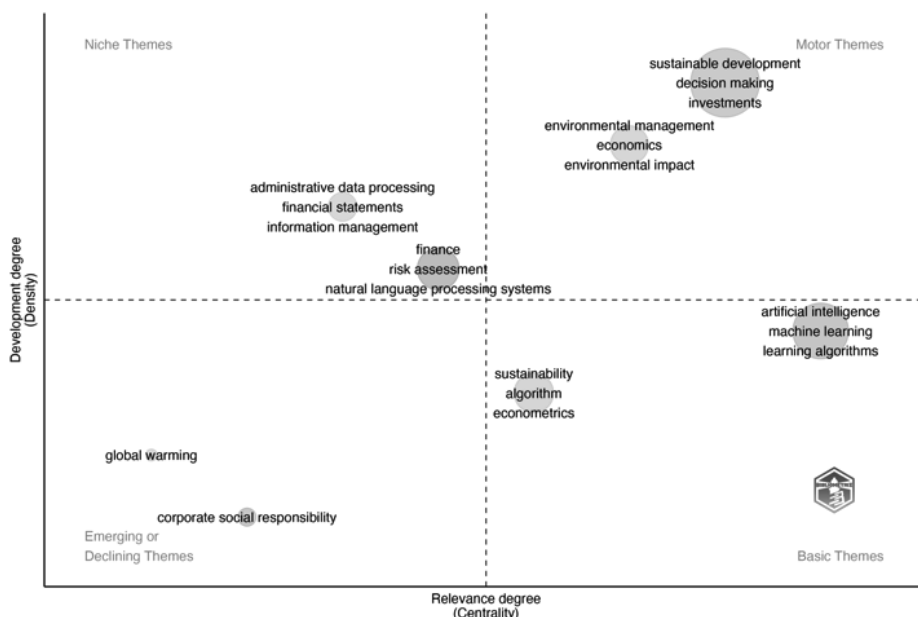 Niche Themes
Motor Themes
sustainable development
decision making
investments
environmental management
economics
environmental impact
administrative data processing
financial statements
information management
finance
risk assessment
natural language processing systems
artificial intelligence
machine learning
learning algorithms
sustainability
algorithm
econometrics
global warming
corporate social responsibility
Emerging or
Declining Themes
Basic Themes
Development degree
(Density)
Relevance degree
(Centrality)